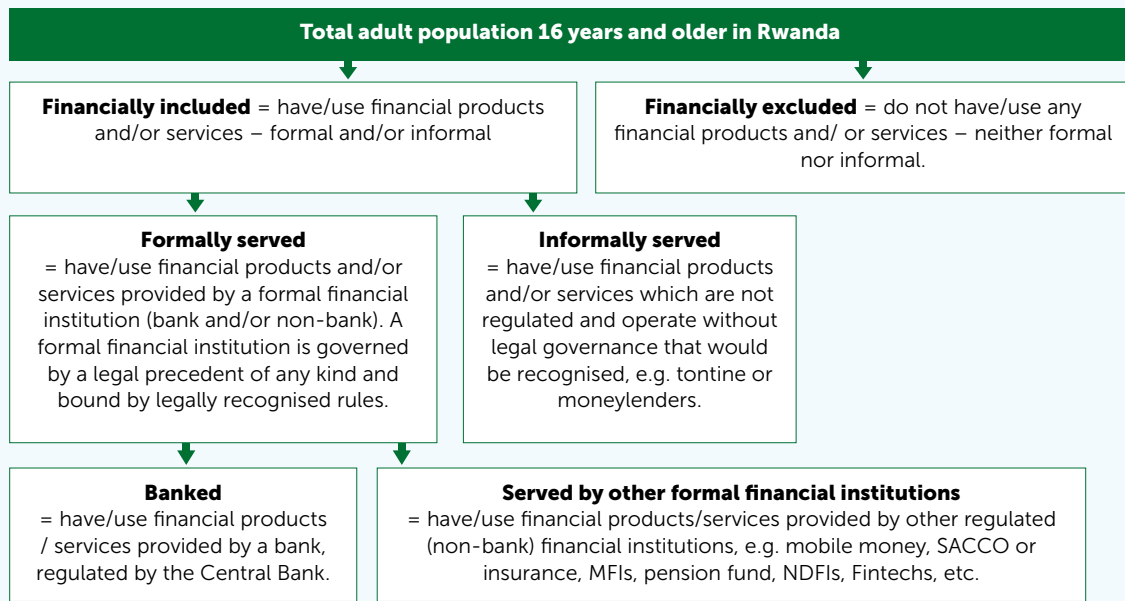 Total adult population 16 years and older in Rwanda
Financially included = have/use financial products
and/or services – formal and/or informal
Financially excluded = do not have/use any
financial products and/ or services – neither formal
nor informal.
Formally served
= have/use financial products and/or
services provided by a formal financial
institution (bank and/or non-bank). A
formal financial institution is governed
by a legal precedent of any kind and
bound by legally recognised rules.
Informally served
= have/use financial products
and/or services which are not
regulated and operate without
legal governance that would
be recognised, e.g. tontine or
moneylenders.
Banked
= have/use financial products
/ services provided by a bank,
regulated by the Central Bank.
Served by other formal financial institutions
= have/use financial products/services provided by other regulated
(non-bank) financial institutions, e.g. mobile money, SACCO or
insurance, MFIs, pension fund, NDFIs, Fintechs, etc.